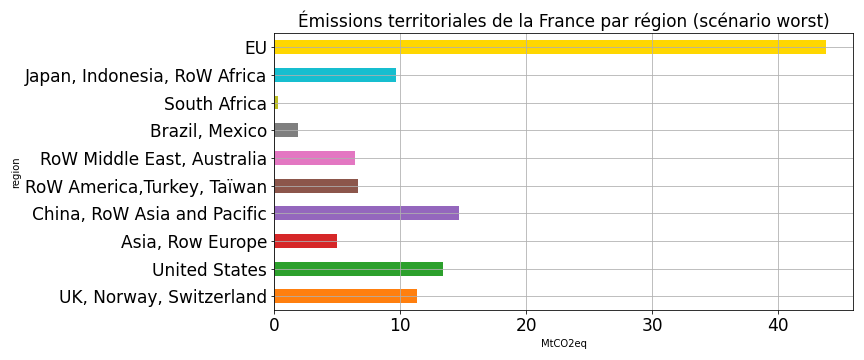 Émissions territoriales de la France par région (scénario worst)
EU
Japan, Indonesia, RoW Africa
South Africa
Brazil, Mexico
RoW Middle East, Australia
RoW America,Turkey, Taïwan
China, RoW Asia and Pacific
Asia, Row Europe
United States
UK, Norway, Switzerland
region
0 10 20 30 40
MtCO2eq